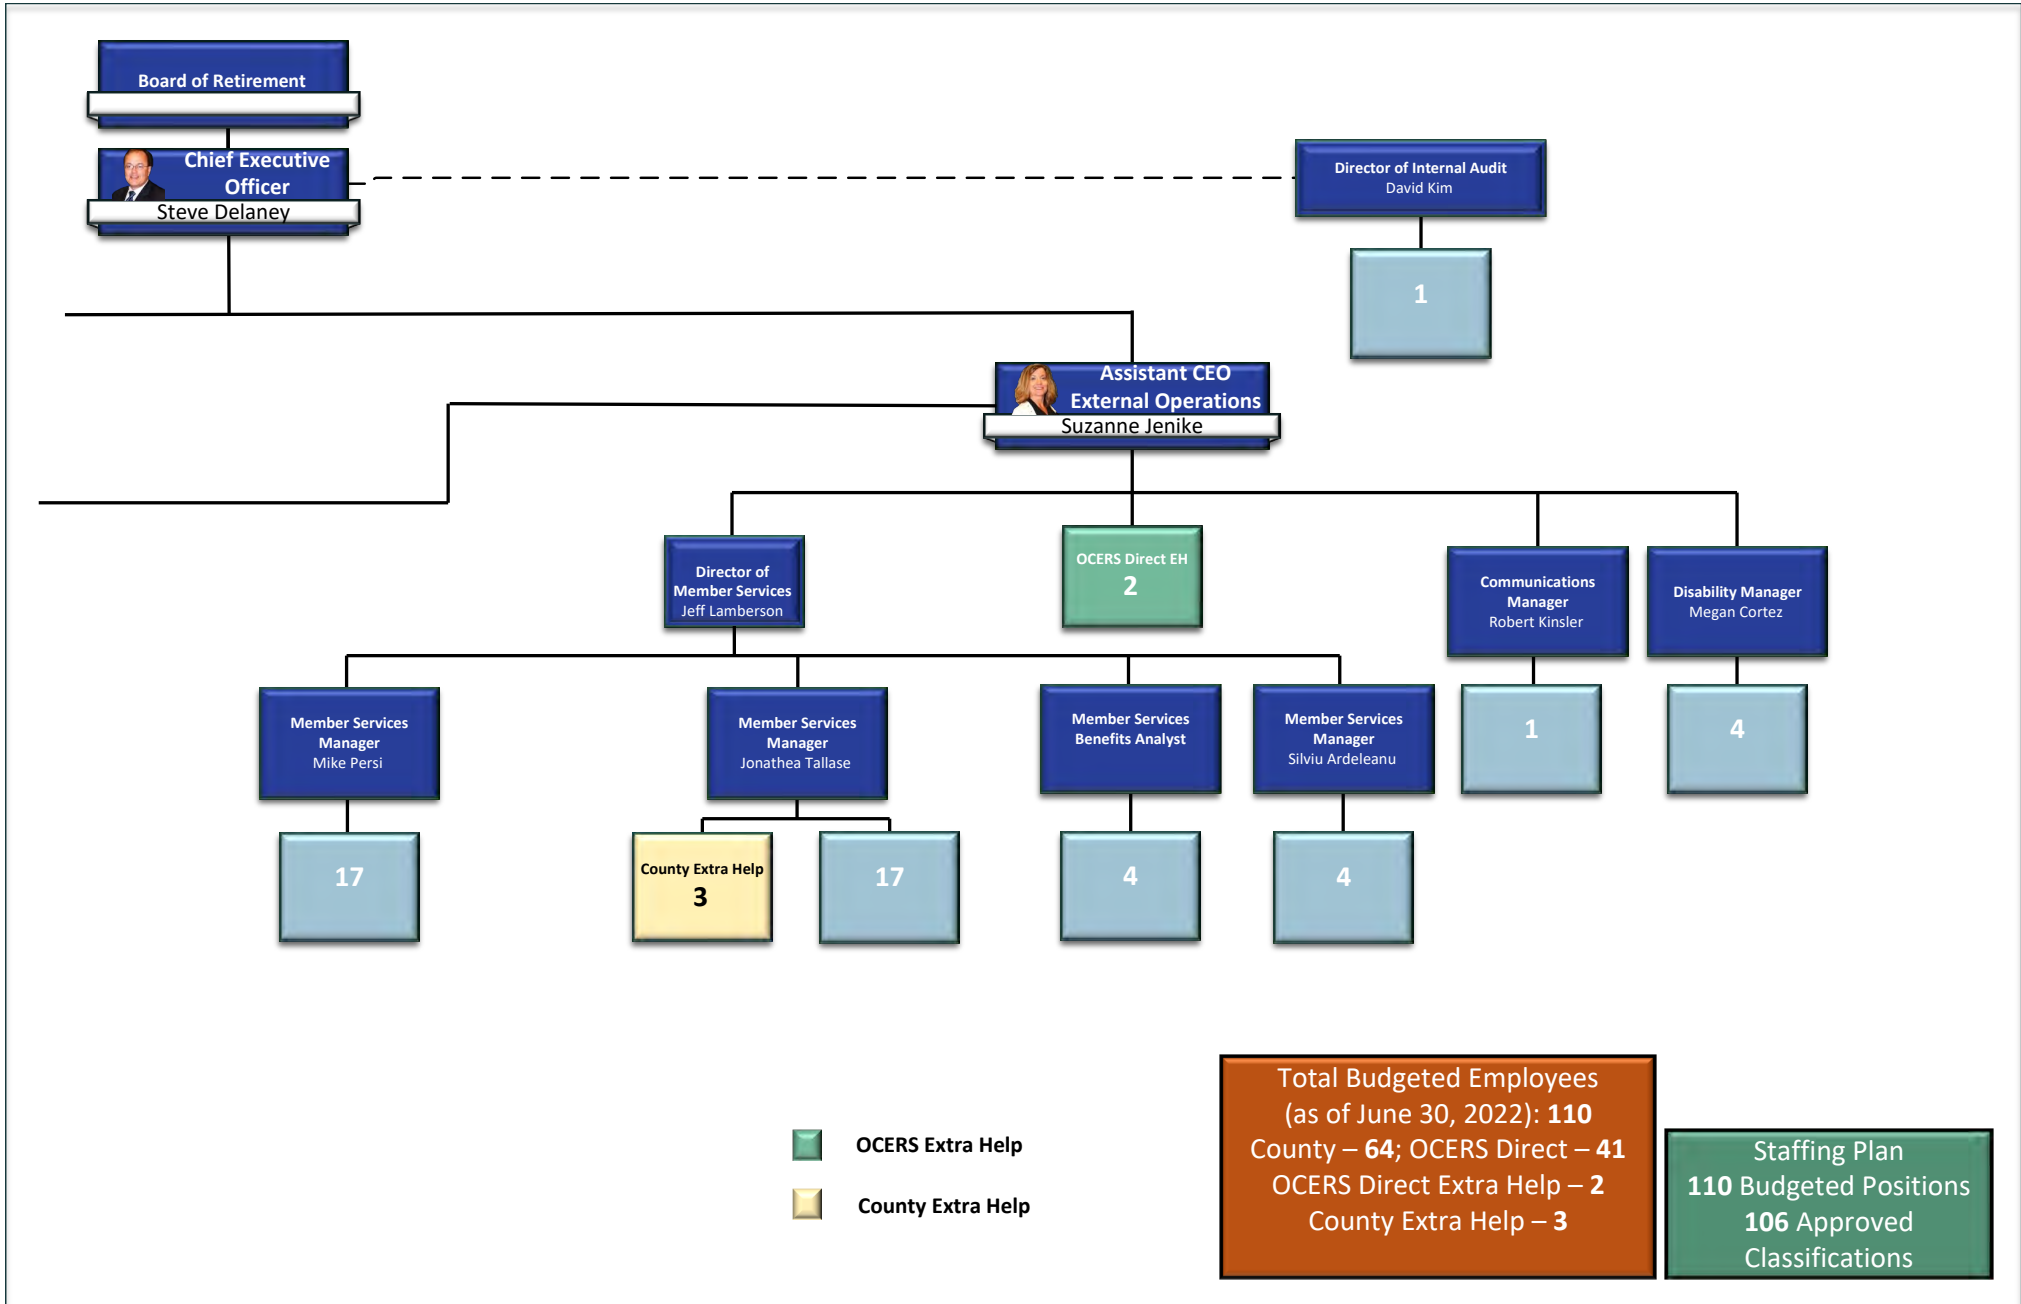 Board of Retirement
Chief Executive
Officer
Steve Delaney
Director of Internal Audit
David Kim
1
Assistant CEO
External Operations
Suzanne Jenike
Director of
Member Services
Jeff Lamberson
OCERS Direct EH
2
Communications
Manager
Robert Kinsler
Disability Manager
Megan Cortez
Member Services
Manager
Mike Persi
Member Services
Manager
Jonathea Tallase
Member Services
Benefits Analyst
Member Services
Manager
Silviu Ardeleanu
1
4
17
County Extra Help
3
17
4
4
OCERS Extra Help
County Extra Help
Total Budgeted Employees
(as of June 30, 2022): 110
County – 64; OCERS Direct – 41
OCERS Direct Extra Help – 2
County Extra Help – 3
Staffing Plan
110 Budgeted Positions
106 Approved
Classifications